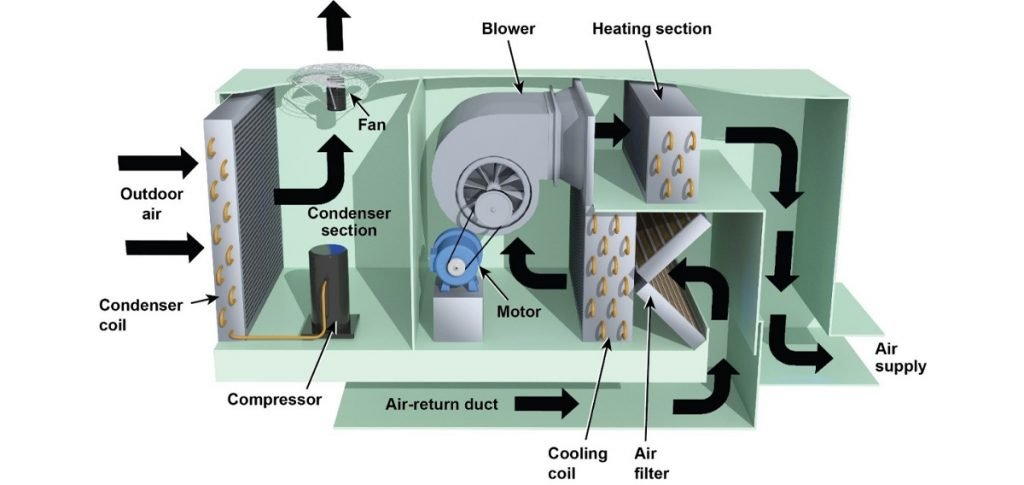 Blower
Heating section
Fan
Outdoor
air
Condenser
section
Condenser
coil
Motor
Air
supply
Compressor
Air-return duct
Cooling
coil
Air
filter